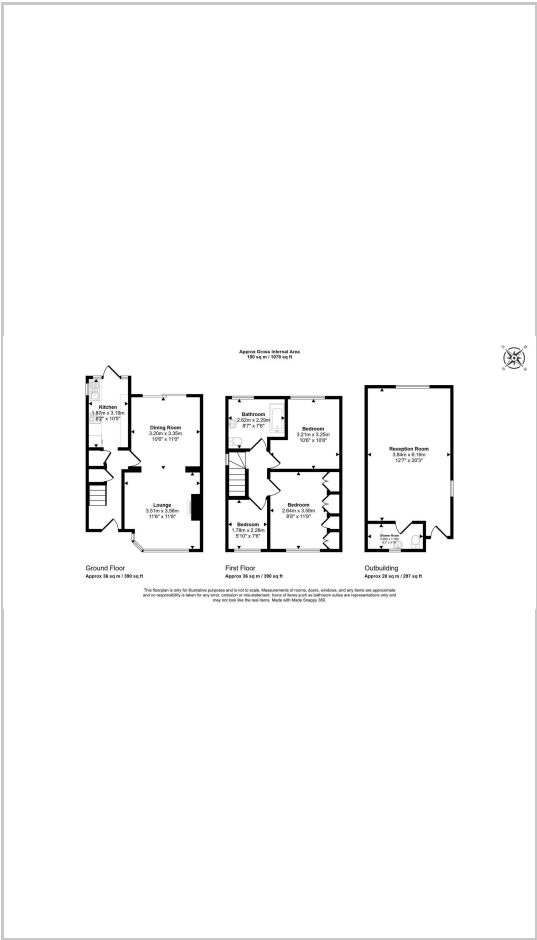 Approx Gross Internal Area
100 sq m / 1078 sq ft
Kitchen
1.87m x 3.18m
6'2" x 10'5"
Dining Room
3.20m x 3.35m
10'6" x 11'0"
Lounge
3.51m x 3.56m
11'6" x 11'8"
Ground Floor
Approx 36 sq m / 390 sq ft
Bathroom
2.62m x 2.29m
8'7" x 7'6"
Bedroom
3.21m x 3.25m
10'6" x 10'8"
Bedroom
2.64m x 3.58m
8'8" x 11'9"
Bedroom
1.78m x 2.28m
5'10" x 7'6"
First Floor
Approx 36 sq m / 390 sq ft
Reception Room
3.84m x 6.16m
12'7" x 20'3"
Shower Room
Outbuilding
Approx 28 sq m / 297 sq ft
This floorplan is only for illustrative purposes and is not to scale. Measurements of rooms, doors, windows, and any items are approximate
and no responsibility is taken for any error, omission or mis-statement. Icons of items such as bathroom suites are representations only and
may not look like the real items. Made with Made Snappy 360.